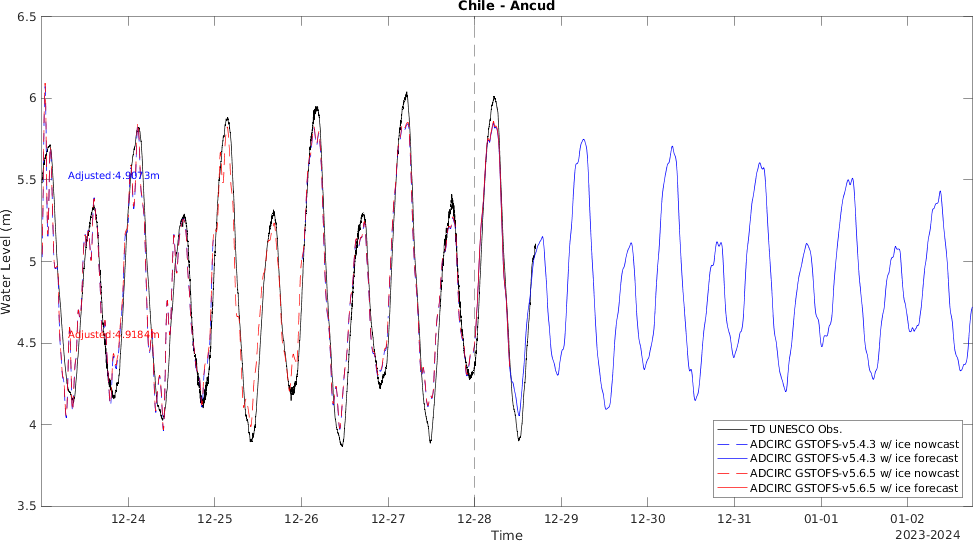 Chile - Ancud
6.5
6
5.5
5
4.5
4
3.5
Water Level (m)
Adjusted:4.9073m
Adjusted:4.9184m
TD UNESCO Obs.
ADCIRC GSTOFS-v5.4.3 w/ ice nowcast
ADCIRC GSTOFS-v5.4.3 w/ ice forecast
ADCIRC GSTOFS-v5.6.5 w/ ice nowcast
ADCIRC GSTOFS-v5.6.5 w/ ice forecast
12-24 12-25 12-26 12-27 12-28 12-29 12-30 12-31 01-01 01-02
Time
2023-2024